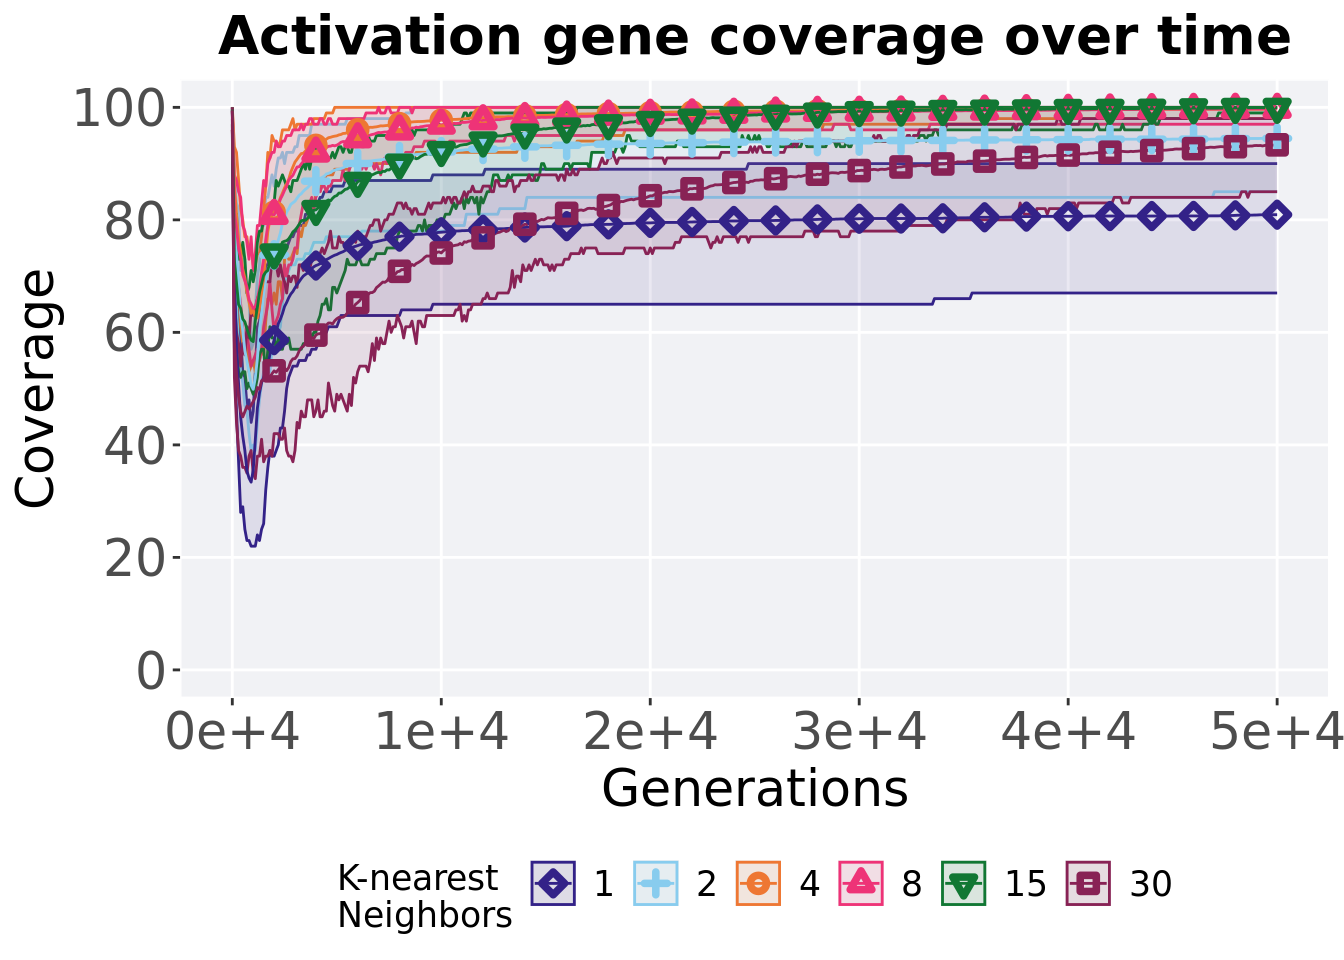 Activation gene coverage over time
Coverage
100
80
60
40
20
0
0e+4 1e+4 2e+4 3e+4 4e+4 5e+4
Generations
K-nearest
Neighbors
1 2 4 8 15 30